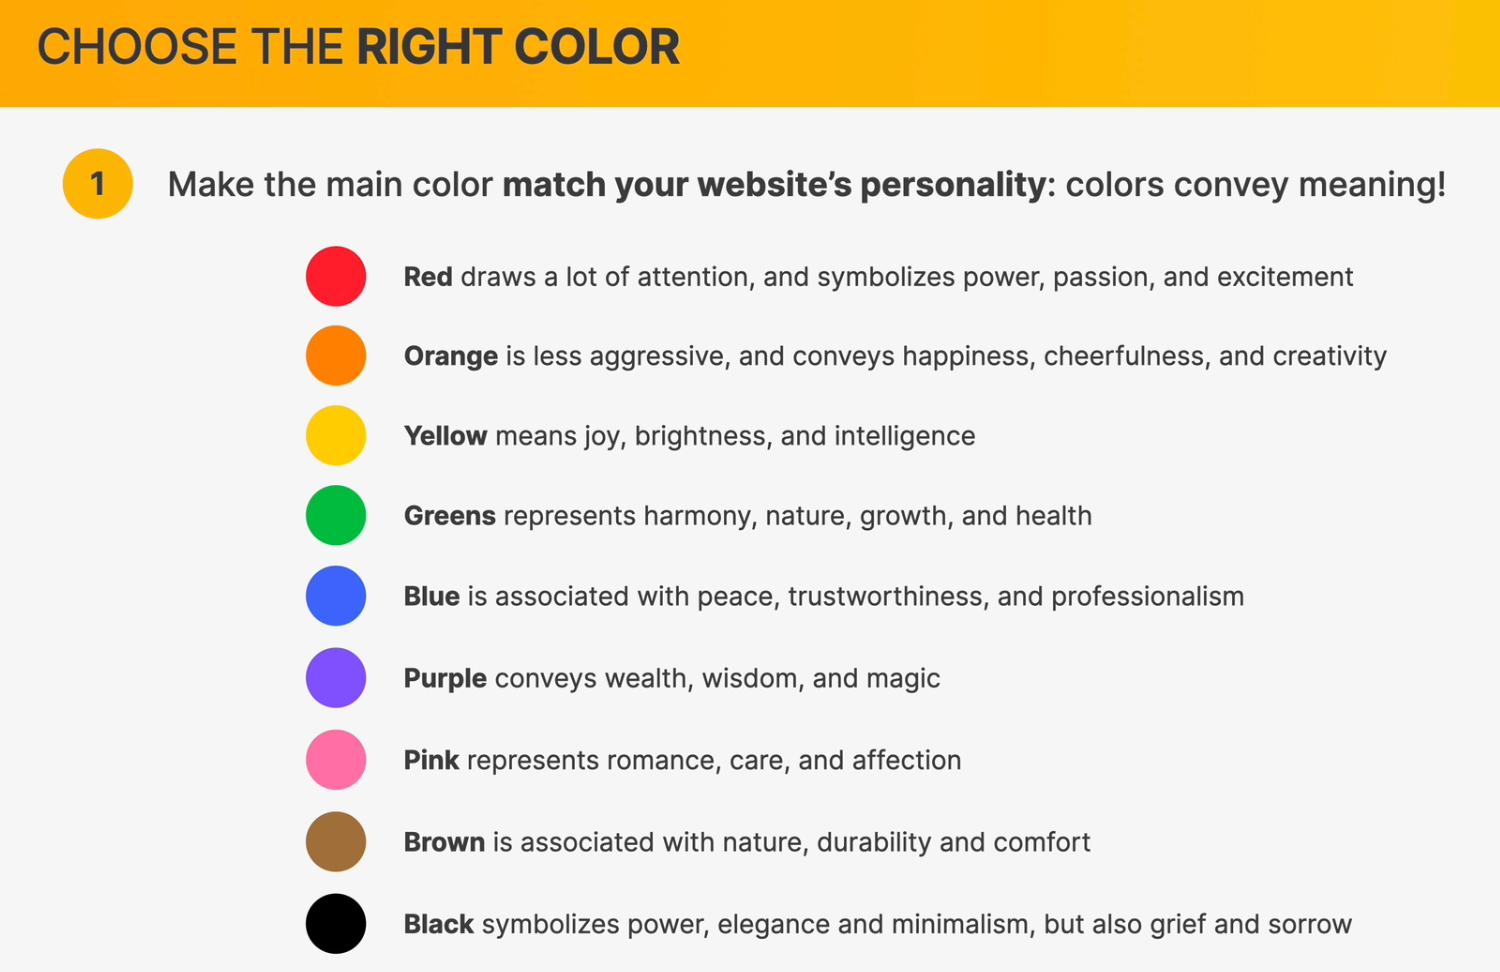 CHOOSE THE RIGHT COLOR
1
Make the main color match your website’s personality: colors convey meaning!
Red draws a lot of attention, and symbolizes power, passion, and excitement
Orange is less aggressive, and conveys happiness, cheerfulness, and creativity
Yellow means joy, brightness, and intelligence
Greens represents harmony, nature, growth, and health
Blue is associated with peace, trustworthiness, and professionalism
Purple conveys wealth, wisdom, and magic
Pink represents romance, care, and affection
Brown is associated with nature, durability and comfort
Black symbolizes power, elegance and minimalism, but also grief and sorrow